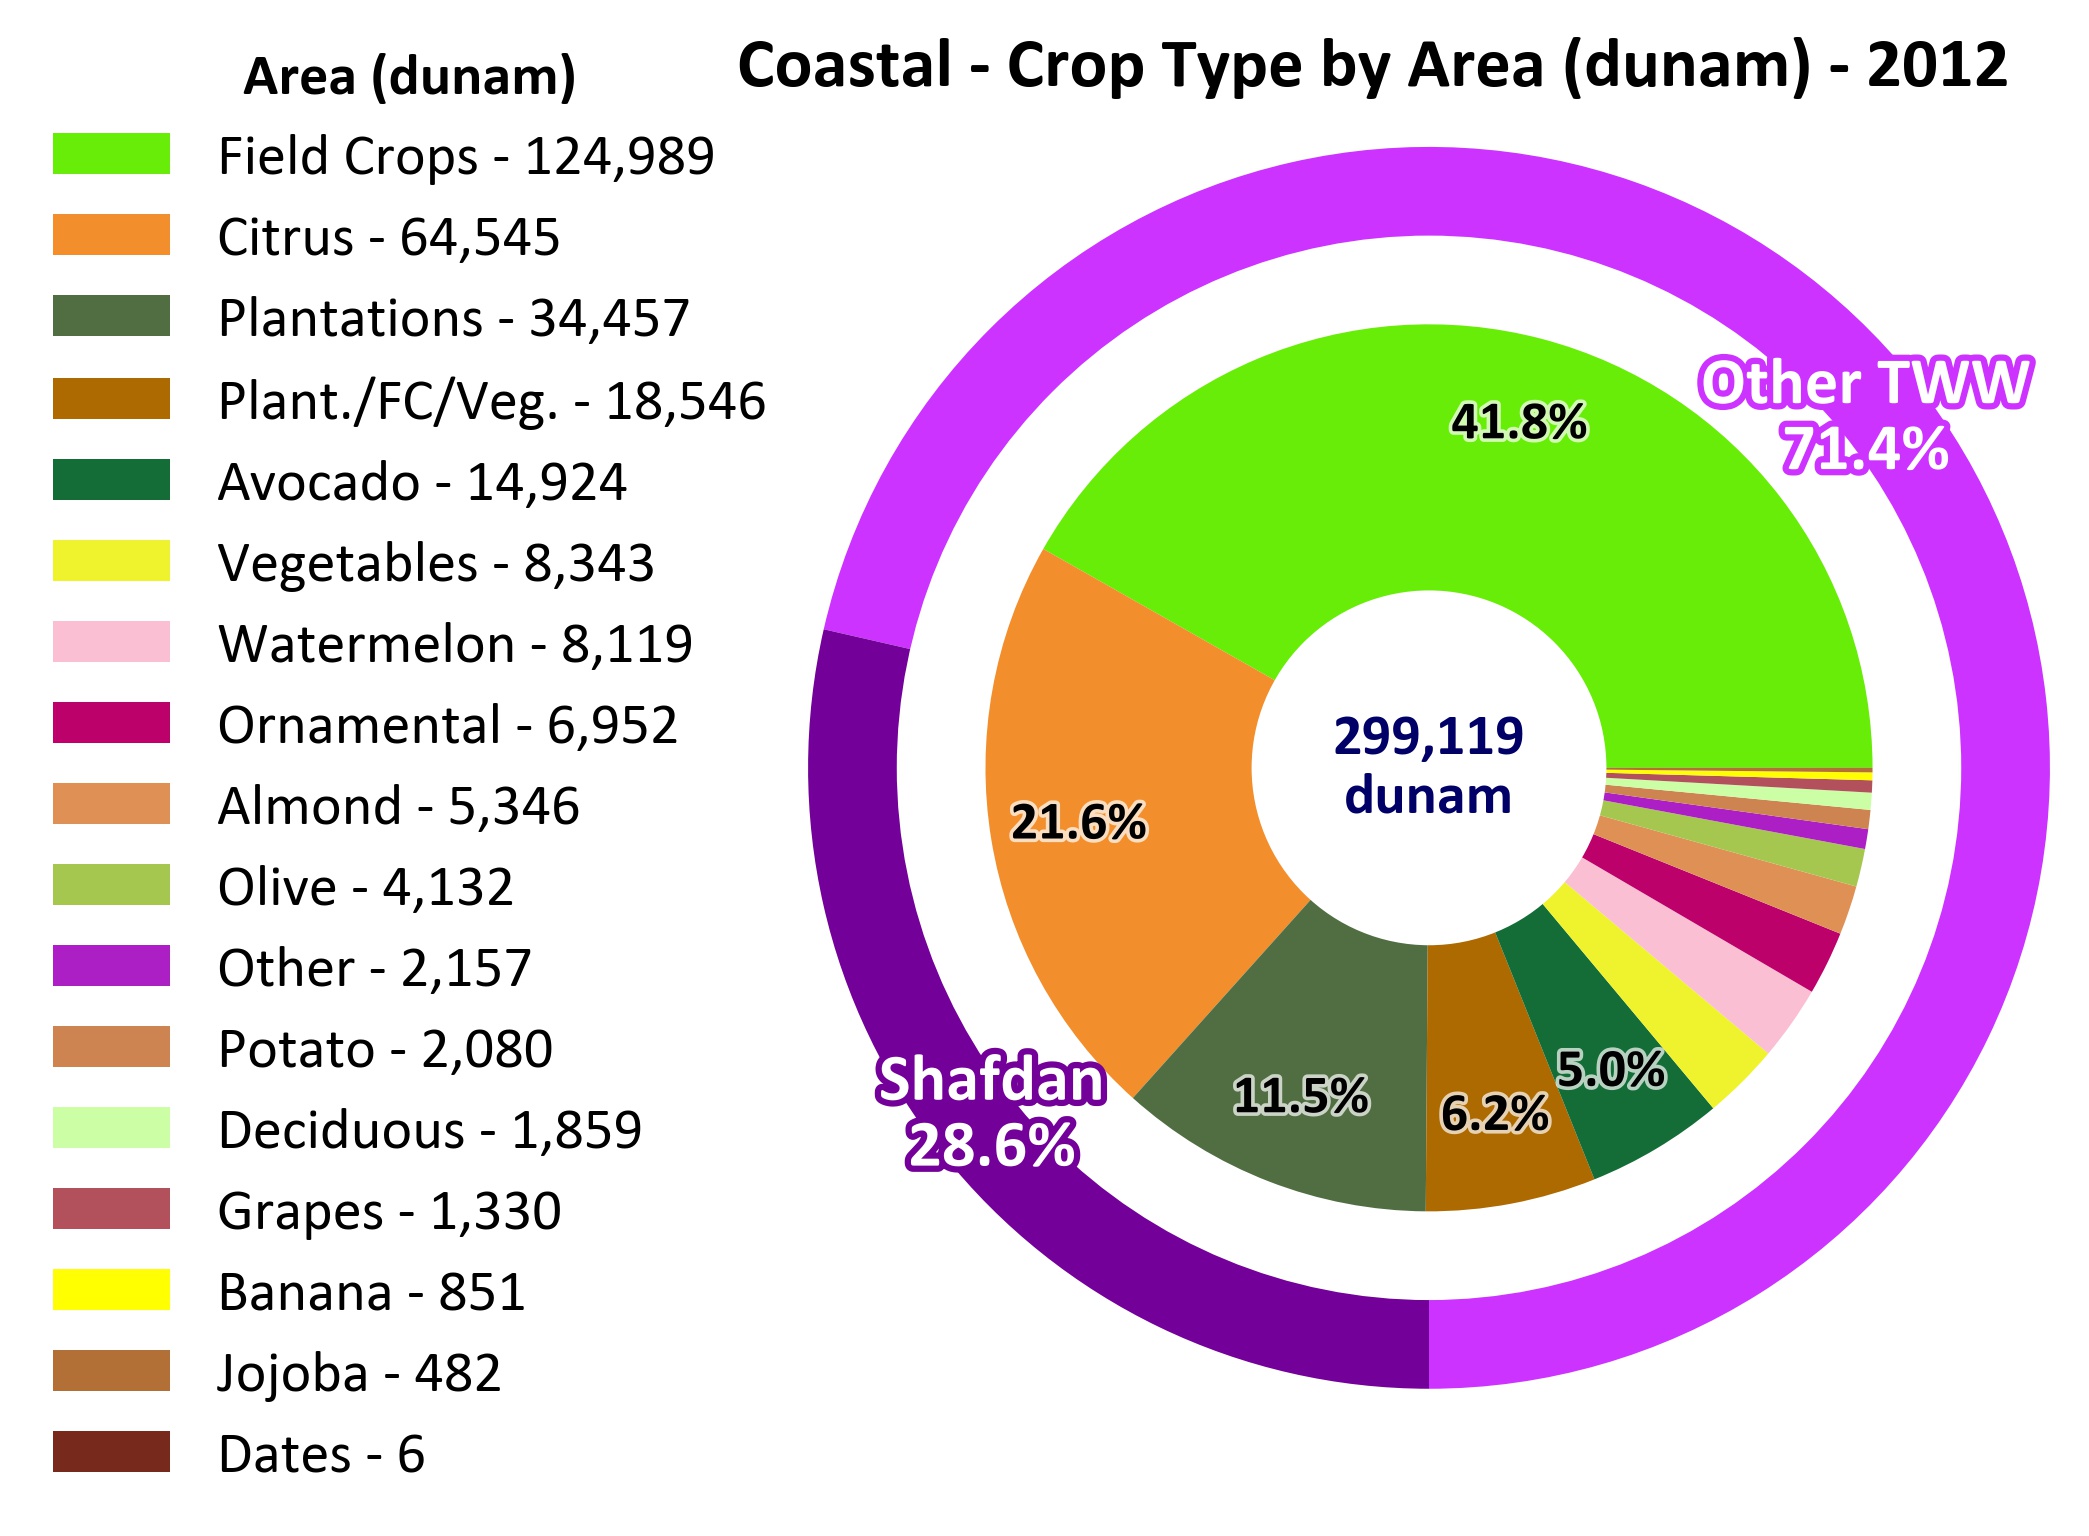 Coastal - Crop Type by Area (dunam) - 2012
Area (dunam)
Field Crops - 124,989
Citrus - 64,545
Plantations - 34,457
Plant./FC/Veg. - 18,546
Avocado - 14,924
Vegetables - 8,343
Watermelon - 8,119
Ornamental - 6,952
Almond - 5,346
Olive - 4,132
Other - 2,157
Potato - 2,080
Deciduous - 1,859
Grapes - 1,330
Banana - 851
Jojoba - 482
Dates - 6
Other TWW
71.4%
41.8%
299,119
dunam
21.6%
11.5%
6.2%
5.0%
Shafdan
28.6%